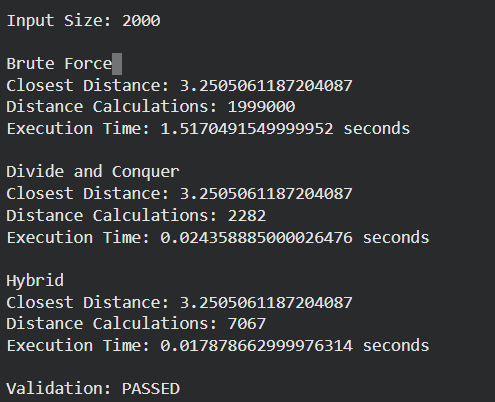 Input Size: 2000
Brute Force
Closest Distance: 3.2505061187204087
Distance Calculations: 1999000
Execution Time: 1.5170491549999952 seconds
Divide and Conquer
Closest Distance: 3.2505061187204087
Distance Calculations: 2282
Execution Time: 0.024358885000026476 seconds
Hybrid
Closest Distance: 3.2505061187204087
Distance Calculations: 7067
Execution Time: 0.017878662999976314 seconds
Validation: PASSED